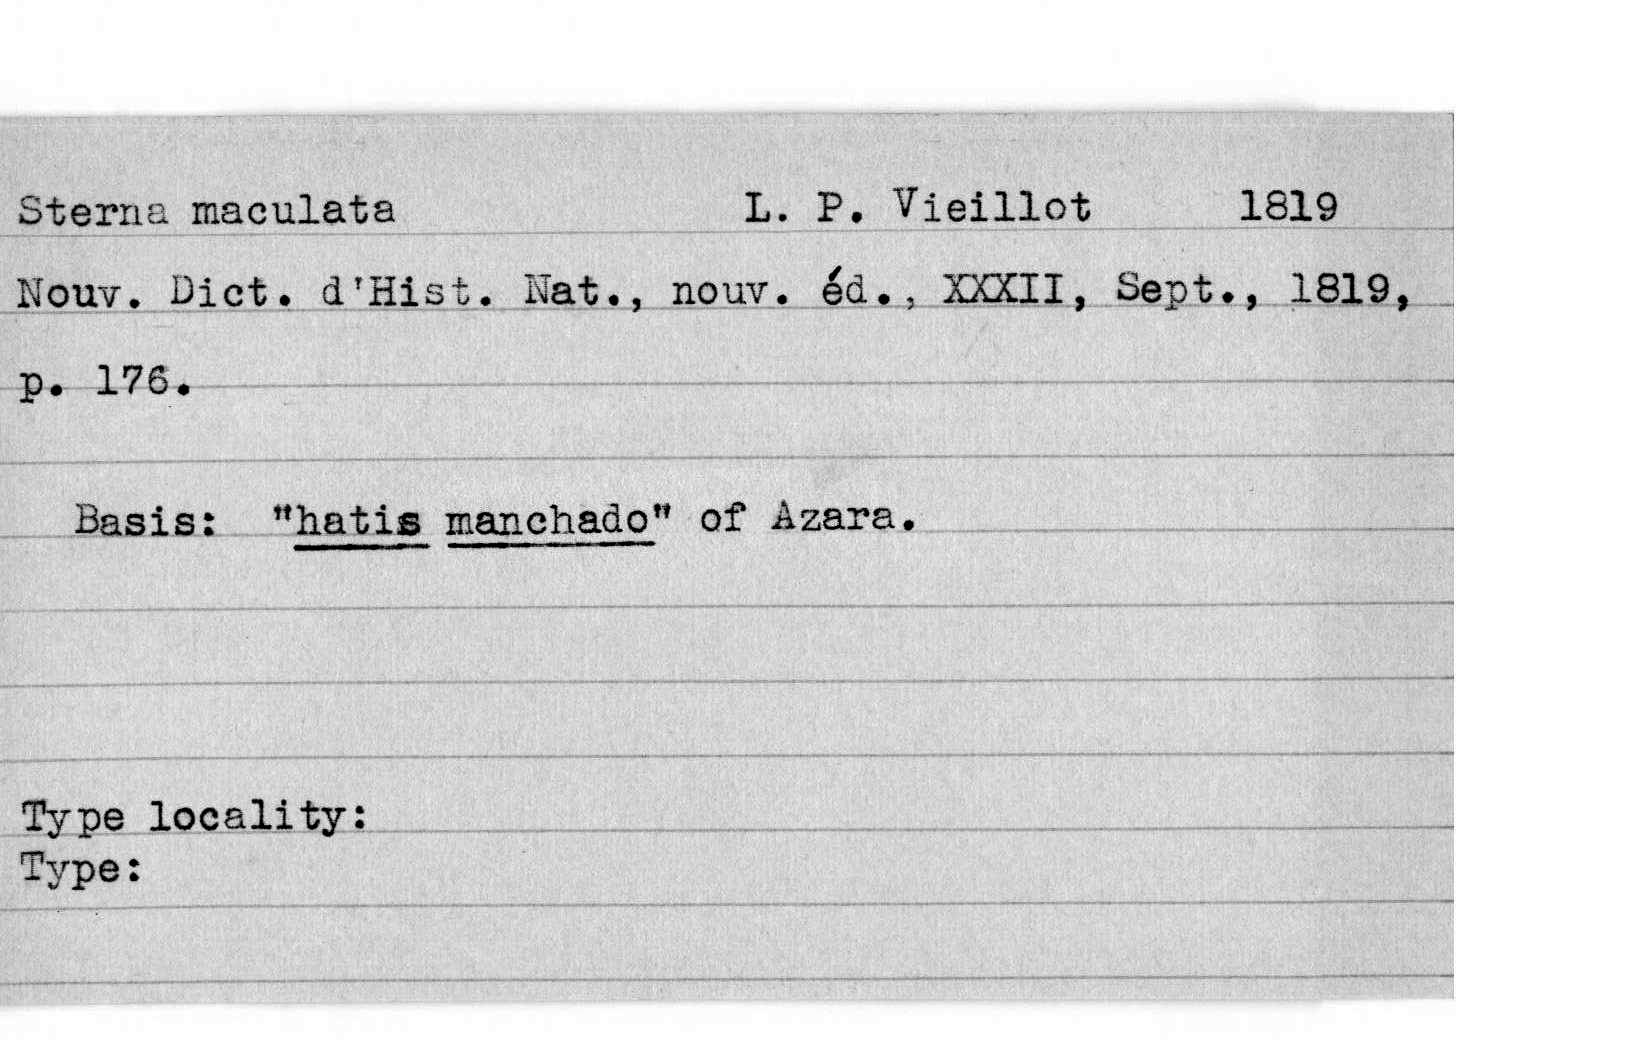 Sterna maculata L. P. Vieillot 1819
Nouv. Dict. d'Hist. Nat., nouv. éd., XXXII, Sept., 1819,
p. 176.
Basis: "hatis manchado" of Azara.
Type locality:
Type: